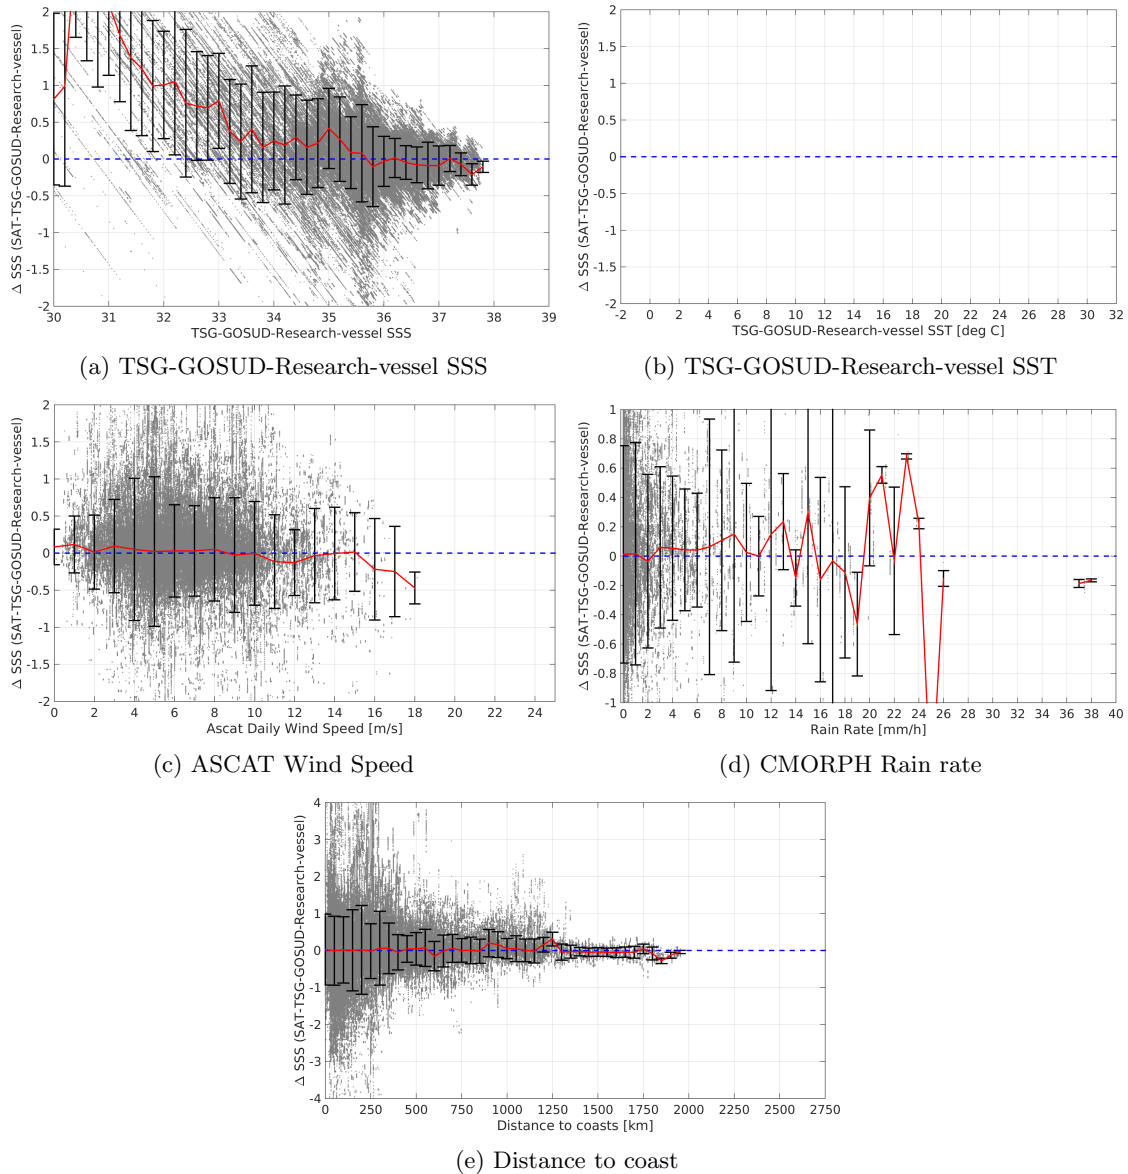 Δ SSS (SAT-TSG-GOSUD-Research-vessel)
2
1.5
1
0.5
0
-0.5
-1
-1.5
-2
30 31 32 33 34 35 36 37 38 39
TSG-GOSUD-Research-vessel SSS
(a) TSG-GOSUD-Research-vessel SSS
Δ SSS (SAT-TSG-GOSUD-Research-vessel)
2
1.5
1
0.5
0
-0.5
-1
-1.5
-2
-2 0 2 4 6 8 10 12 14 16 18 20 22 24 26 28 30 32
TSG-GOSUD-Research-vessel SST [deg C]
(b) TSG-GOSUD-Research-vessel SST
Δ SSS (SAT-TSG-GOSUD-Research-vessel)
2
1.5
1
0.5
0
-0.5
-1
-1.5
-2
0 2 4 6 8 10 12 14 16 18 20 22 24
Ascat Daily Wind Speed [m/s]
(c) ASCAT Wind Speed
Δ SSS (SAT-TSG-GOSUD-Research-vessel)
1
0.8
0.6
0.4
0.2
0
-0.2
-0.4
-0.6
-0.8
-1
0 2 4 6 8 10 12 14 16 18 20 22 24 26 28 30 32 34 36 38 40
Rain Rate [mm/h]
(d) CMORPH Rain rate
Δ SSS (SAT-TSG-GOSUD-Research-vessel)
4
3
2
1
0
-1
-2
-3
-4
0 250 500 750 1000 1250 1500 1750 2000 2250 2500 2750
Distance to coasts [km]
(e) Distance to coast